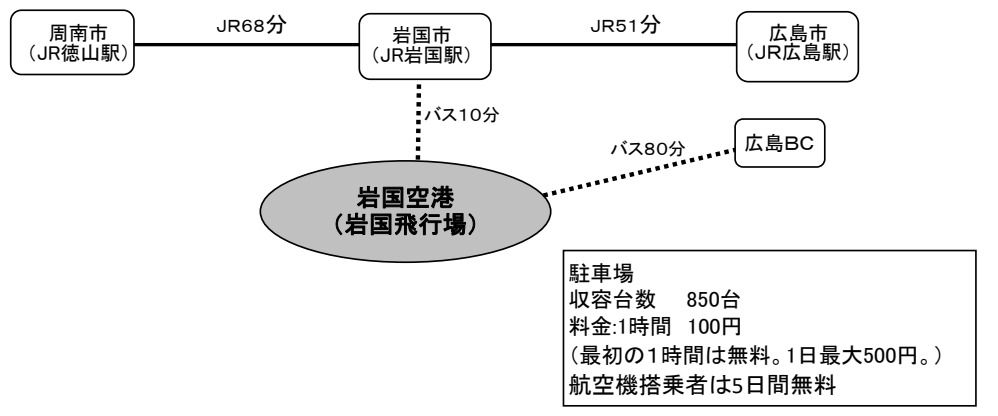 周南市
（JR徳山駅）
JR68分
岩国市
（JR岩国駅）
JR51分
広島市
（JR広島駅）
バス10分
バス80分
広島BC
岩国空港
（岩国飛行場）
駐車場
収容台数　850台
料金:1時間　100円
（最初の１時間は無料。1日最大500円。）
航空機搭乗者は5日間無料